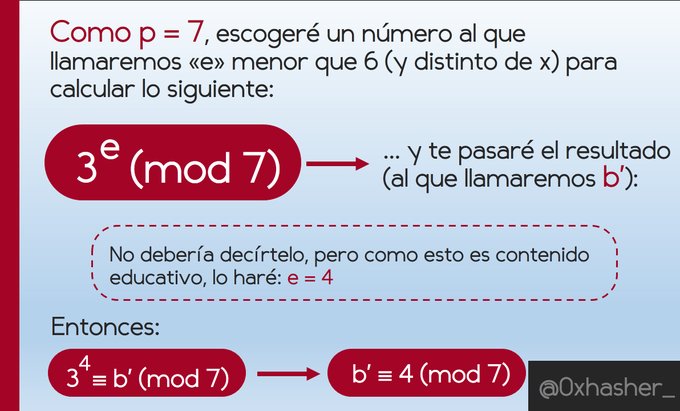 Como p = 7, escogeré un número al que
llamaremos «e» menor que 6 (y distinto de x) para
calcular lo siguiente:
3^e (mod 7)
... y te pasaré el resultado
(al que llamaremos b'):
No debería decírtelo, pero como esto es contenido
educativo, lo haré: e = 4
Entonces:
3^4 ≡ b' (mod 7)
b' ≡ 4 (mod 7)
@0xhasher_